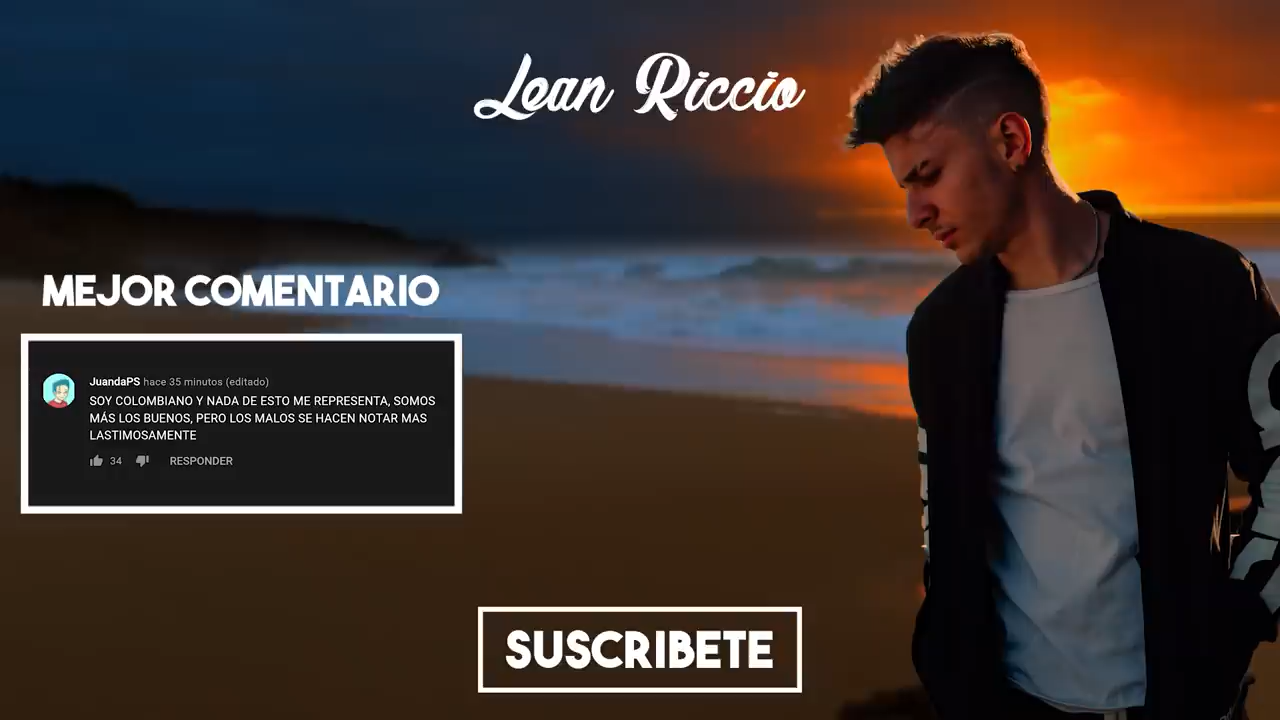 Lean Riccio
MEJOR COMENTARIO
JuandaPS hace 35 minutos (editado)
SOY COLOMBIANO Y NADA DE ESTO ME REPRESENTA, SOMOS
MÁS LOS BUENOS, PERO LOS MALOS SE HACEN NOTAR MAS
LASTIMOSAMENTE
34 RESPONDER
SUSCRIBETE